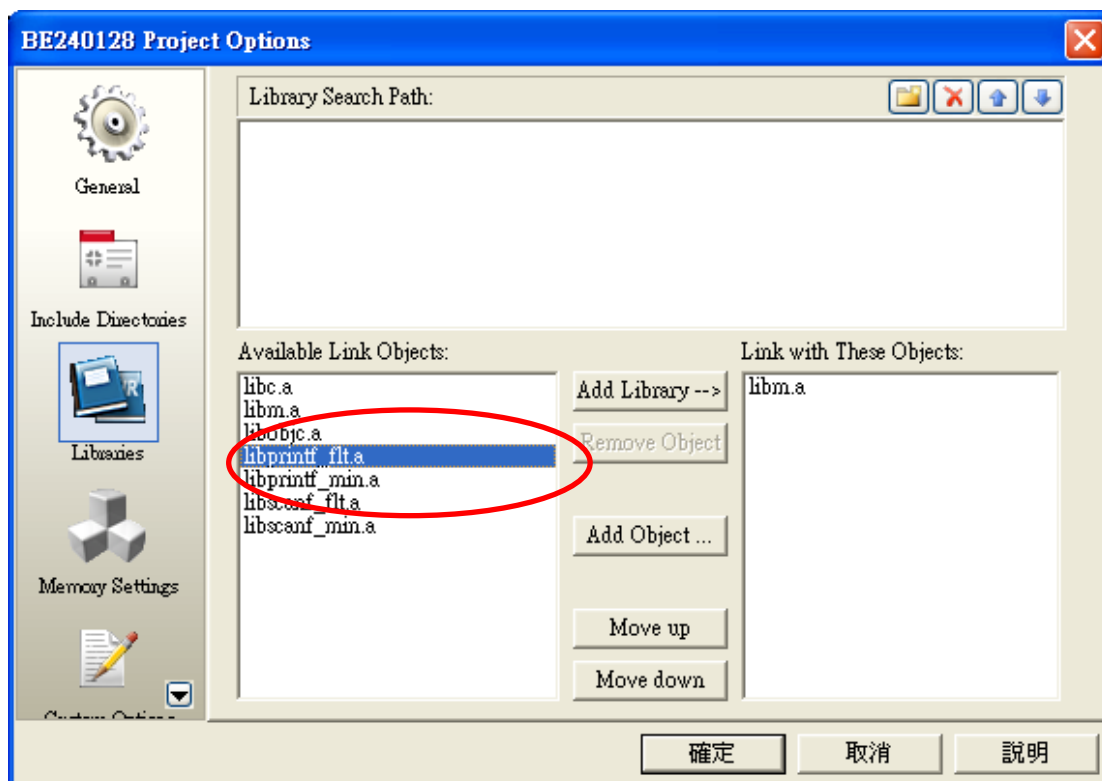 BE240128 Project Options
General
Include Directories
Libraries
Memory Settings
Custom Options
Library Search Path:
Available Link Objects:
libc.a
libm.a
libobjc.a
libprintf_flt.a
libprintf_min.a
libscanf_flt.a
libscanf_min.a
Add Library -->
Remove Object
Add Object ...
Move up
Move down
Link with These Objects:
libm.a
確定
取消
說明